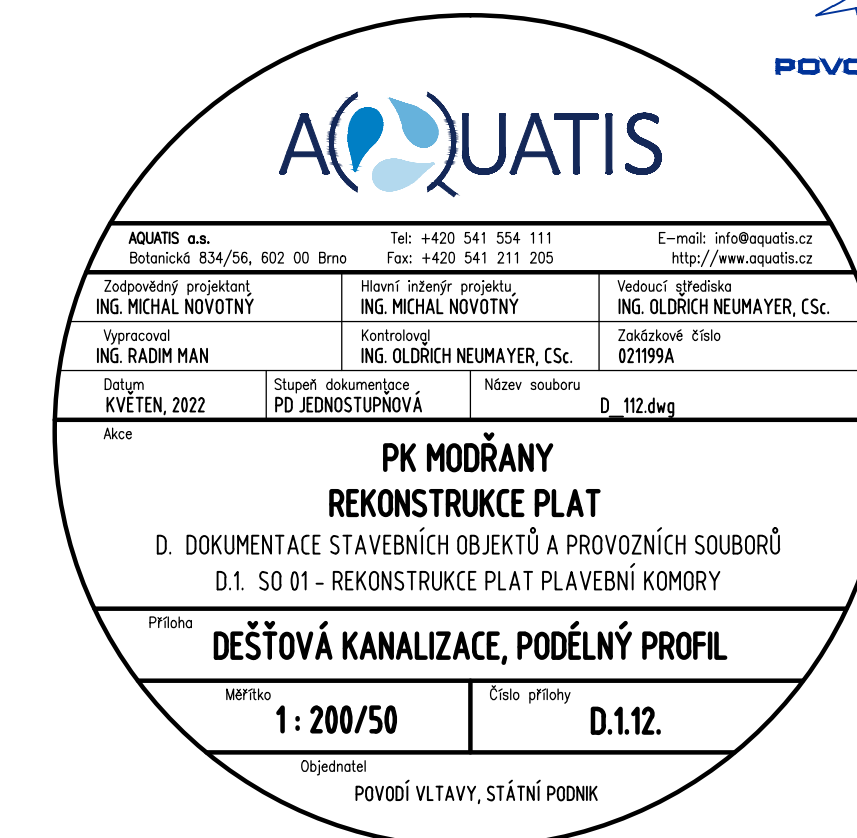 AQUATIS
AQUATIS a.s. Tel: +420 541 554 111 E-mail: info@aquatis.cz
Botanická 834/56, 602 00 Brno Fax: +420 541 211 205 http://www.aquatis.cz
Zodpovědný projektant Hlavní inženýr projektu Vedoucí střediska
ING. MICHAL NOVOTNÝ ING. MICHAL NOVOTNÝ ING. OLDŘICH NEUMAYER, CSc.
Vypracoval Kontroloval Zakázkové číslo
ING. RADIM MAN ING. OLDŘICH NEUMAYER, CSc. 021199A
Datum Stupeň dokumentace Název souboru
KVĚTEN, 2022 PD JEDNOSTUPŇOVÁ D_112.dwg
Akce
PK MODŘANY
REKONSTRUKCE PLAT
D. DOKUMENTACE STAVEBNÍCH OBJEKTŮ A PROVOZNÍCH SOUBORŮ
D.1. SO 01 - REKONSTRUKCE PLAT PLAVEBNÍ KOMORY
Příloha
DEŠŤOVÁ KANALIZACE, PODÉLNÝ PROFIL
Měřítko Číslo přílohy
1 : 200/50 D.1.12.
Objednatel
POVODÍ VLTAVY, STÁTNÍ PODNIK